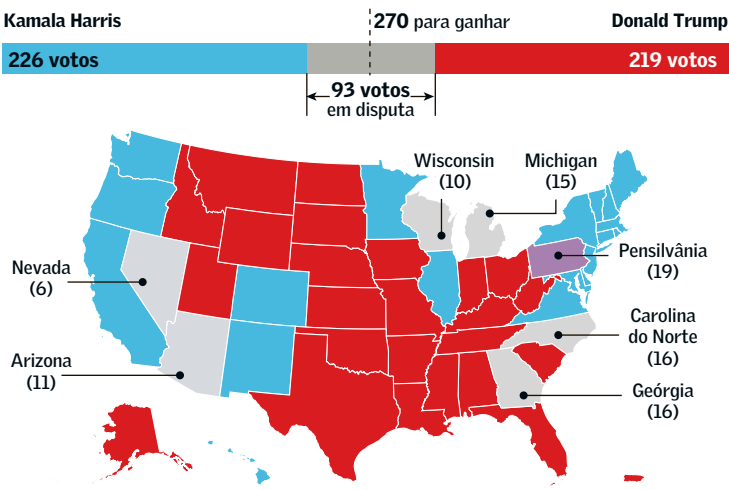 Kamala Harris
270 para ganhar
Donald Trump
226 votos
219 votos
93 votos
em disputa
Wisconsin
(10)
Michigan
(15)
Nevada
(6)
Pensilvânia
(19)
Carolina
do Norte
(16)
Arizona
(11)
Geórgia
(16)